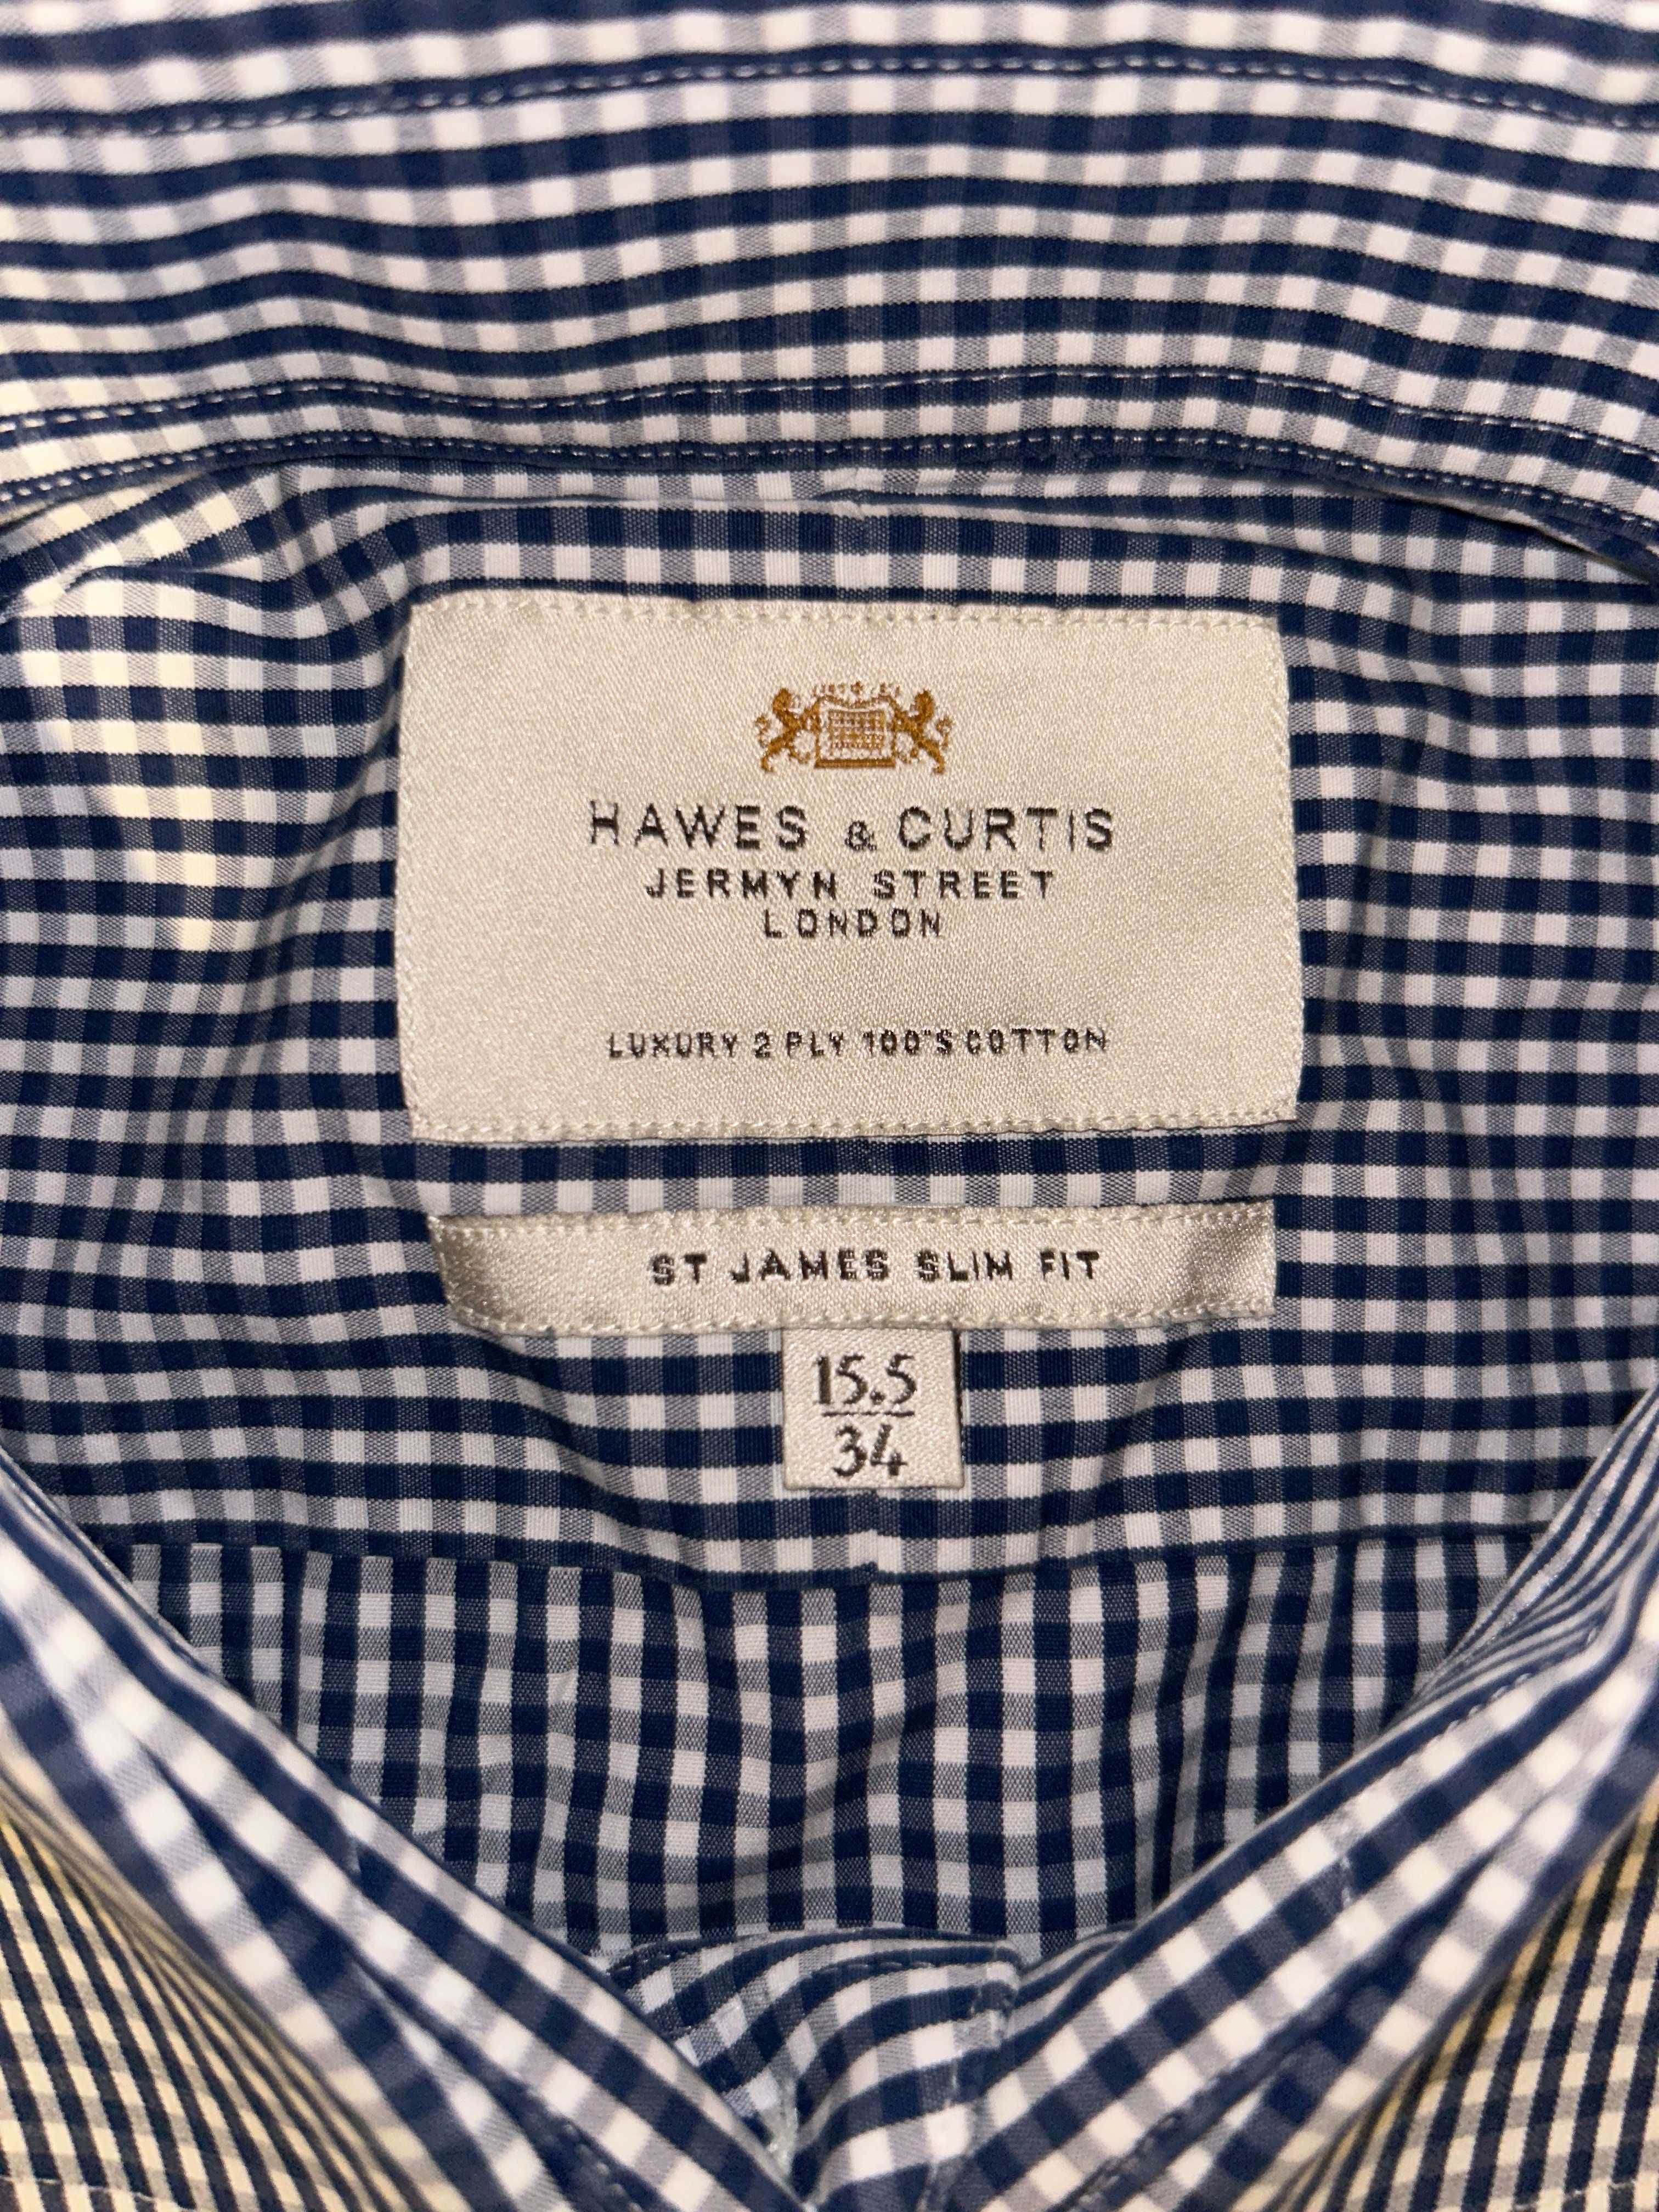 HAWES & CURTIS
JERMYN STREET
LONDON
LUXURY 2 PLY 100'S COTTON
ST JAMES SLIM FIT
15.5
34